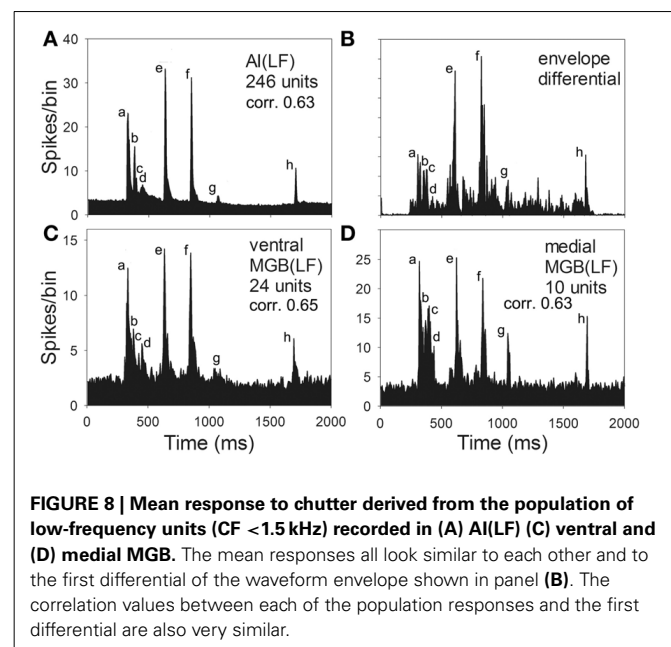 A
B
40
30
20
10
0
Spikes/bin
AI(LF)
246 units
corr. 0.63
a
b
c
d
e
f
g
h
envelope
differential
a
b
c
d
e
f
g
h
C
D
15
10
5
0
Spikes/bin
ventral
MGB(LF)
24 units
corr. 0.65
a
b
c
d
e
f
g
h
0
500
1000
1500
2000
Time (ms)
25
20
15
10
5
0
medial
MGB(LF)
10 units
corr. 0.63
a
b
c
d
e
f
g
h
0
500
1000
1500
2000
Time (ms)
FIGURE 8 | Mean response to chutter derived from the population of
low-frequency units (CF <1.5 kHz) recorded in (A) AI(LF) (C) ventral and
(D) medial MGB. The mean responses all look similar to each other and to
the first differential of the waveform envelope shown in panel (B). The
correlation values between each of the population responses and the first
differential are also very similar.